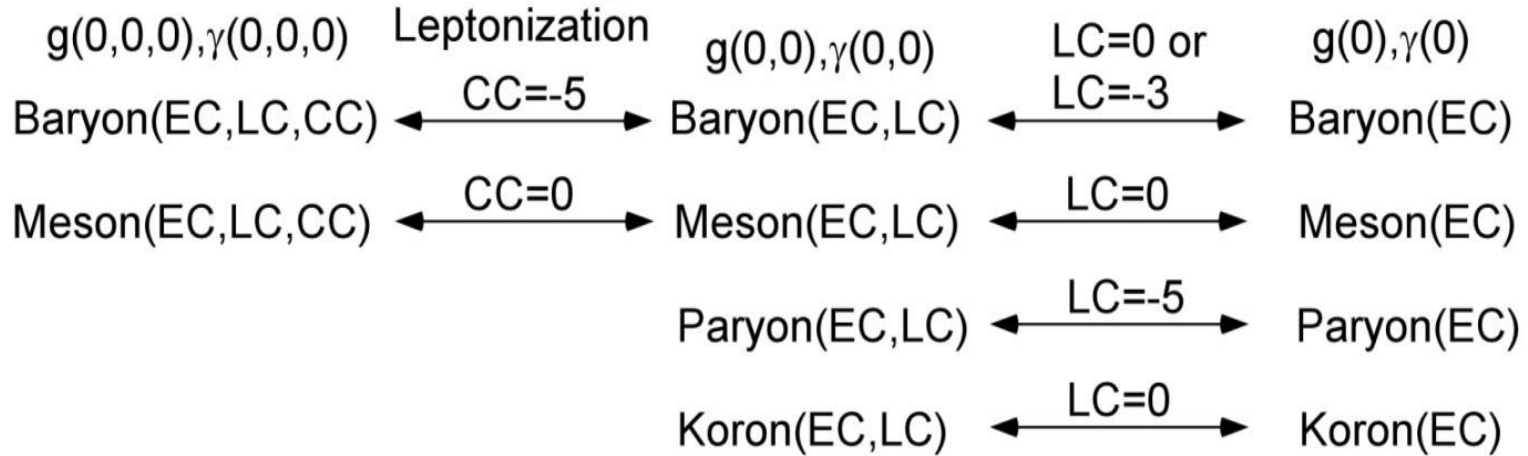 g(0,0,0),γ(0,0,0) Leptonization g(0,0),γ(0,0) LC=0 or g(0),γ(0)
Baryon(EC,LC,CC) CC=-5 Baryon(EC,LC) LC=-3 Baryon(EC)
Meson(EC,LC,CC) CC=0 Meson(EC,LC) LC=0 Meson(EC)
Paryon(EC,LC) LC=-5 Paryon(EC)
Koron(EC,LC) LC=0 Koron(EC)